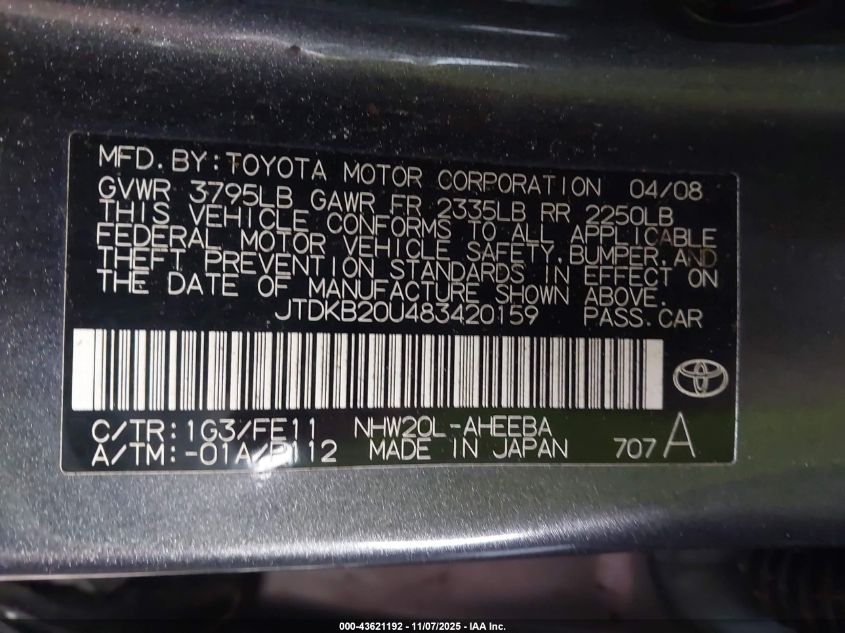 MFD. BY: TOYOTA MOTOR CORPORATION 04/08
GVWR 3795LB GAWR FR 2335LB RR 2250LB
THIS VEHICLE CONFORMS TO ALL APPLICABLE
FEDERAL MOTOR VEHICLE SAFETY, BUMPER, AND
THEFT PREVENTION STANDARDS IN EFFECT ON
THE DATE OF MANUFACTURE SHOWN ABOVE.
JTDKB20U483420159 PASS. CAR
C/TR: 1G3/FE11 NHW20L-AHEEBA
A/TM: -01A/P112 MADE IN JAPAN 707 A
000-43621192 - 11/07/2025 - IAA Inc.